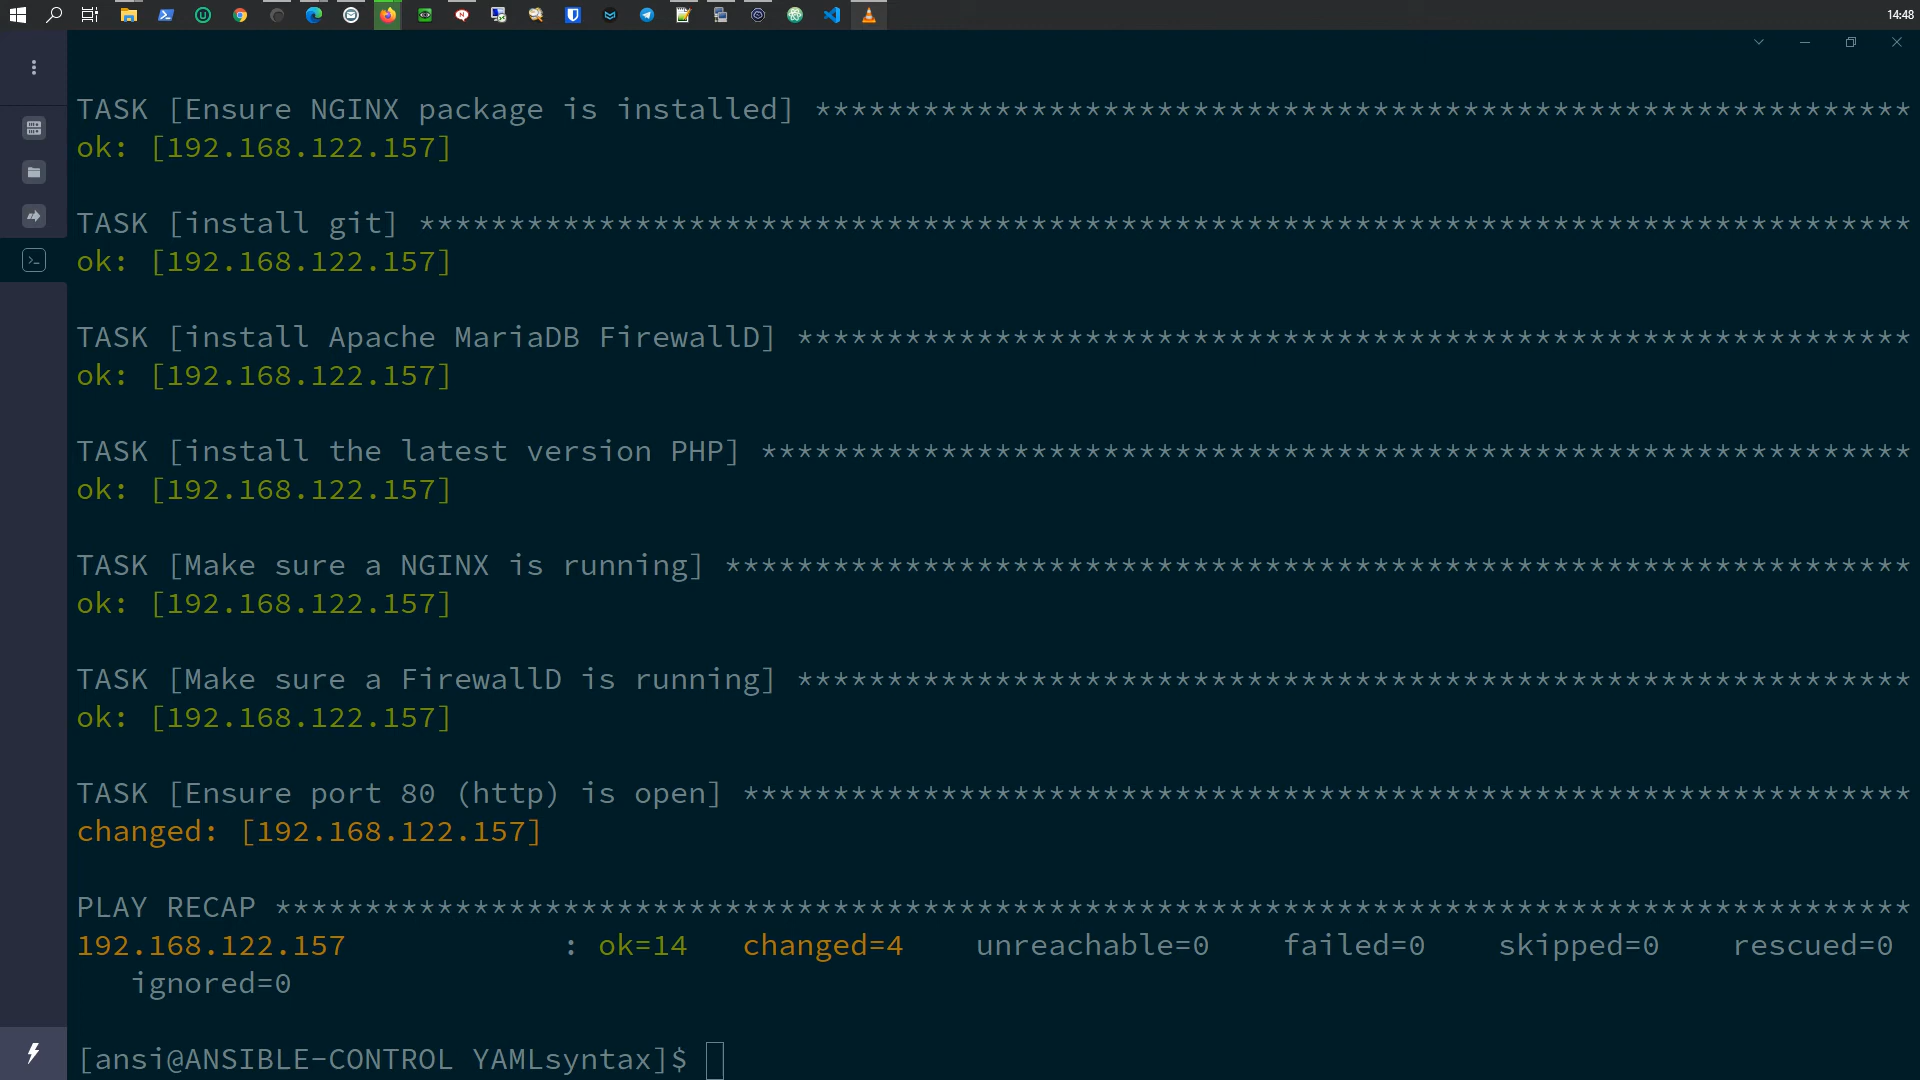 14:48
TASK [Ensure NGINX package is installed] *************************************************************
ok: [192.168.122.157]
TASK [install git] ***********************************************************************************
ok: [192.168.122.157]
TASK [install Apache MariaDB FirewallD] **************************************************************
ok: [192.168.122.157]
TASK [install the latest version PHP] ****************************************************************
ok: [192.168.122.157]
TASK [Make sure a NGINX is running] ******************************************************************
ok: [192.168.122.157]
TASK [Make sure a FirewallD is running] **************************************************************
ok: [192.168.122.157]
TASK [Ensure port 80 (http) is open] *****************************************************************
changed: [192.168.122.157]
PLAY RECAP *******************************************************************************************
192.168.122.157 : ok=14 changed=4 unreachable=0 failed=0 skipped=0 rescued=0
ignored=0
[ansi@ANSIBLE-CONTROL YAMLsyntax]$